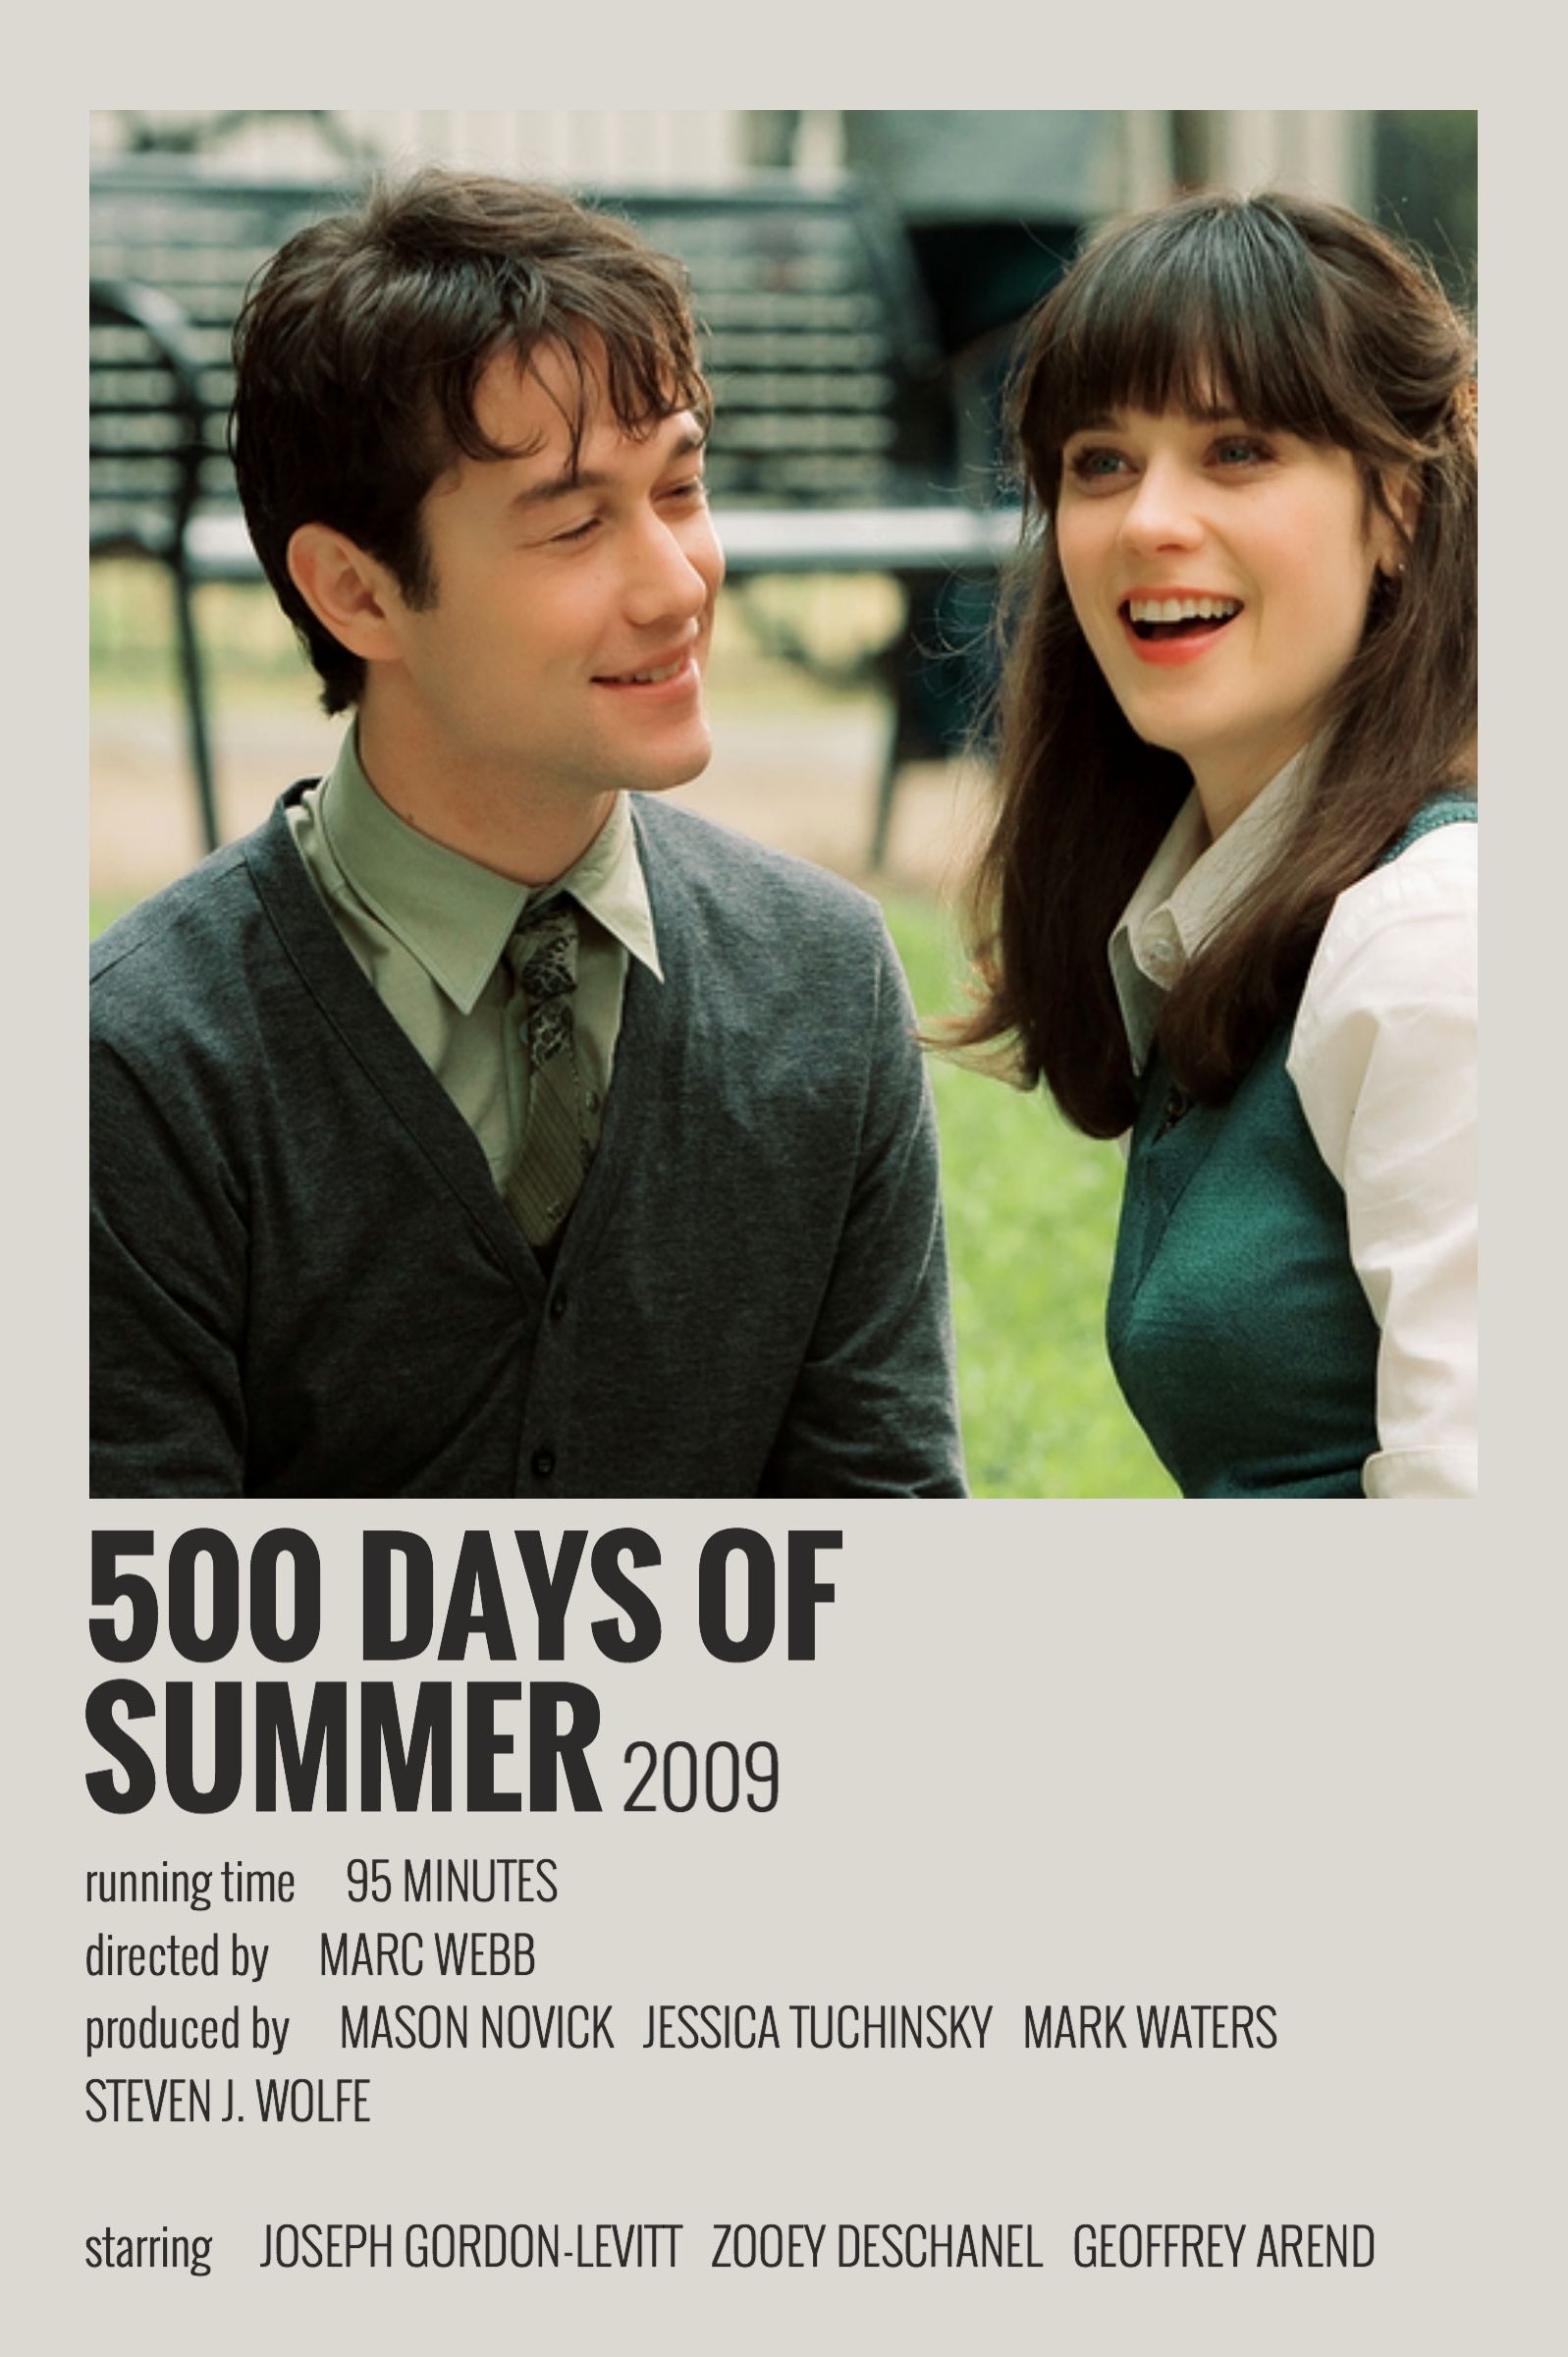 500 DAYS OF
SUMMER 2009
running time 95 MINUTES
directed by MARC WEBB
produced by MASON NOVICK JESSICA TUCHINSKY MARK WATERS
STEVEN J. WOLFE
starring JOSEPH GORDON-LEVITT ZOOEY DESCHANEL GEOFFREY AREND